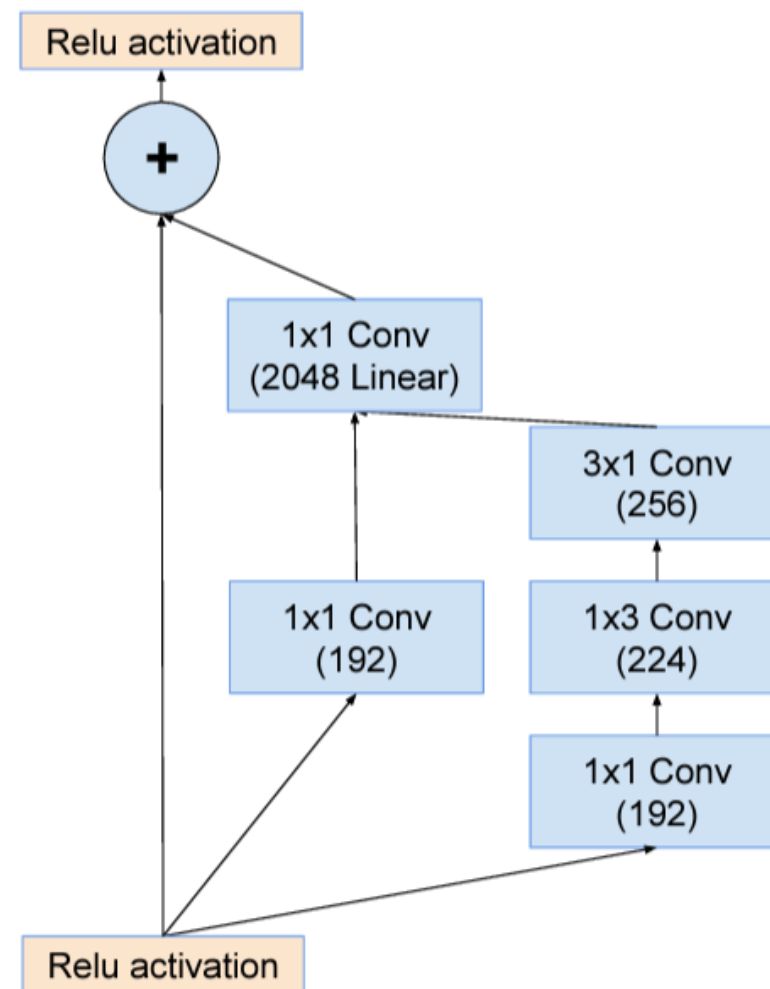 Relu activation
+
1x1 Conv
(2048 Linear)
3x1 Conv
(256)
1x1 Conv
(192)
1x3 Conv
(224)
1x1 Conv
(192)
Relu activation